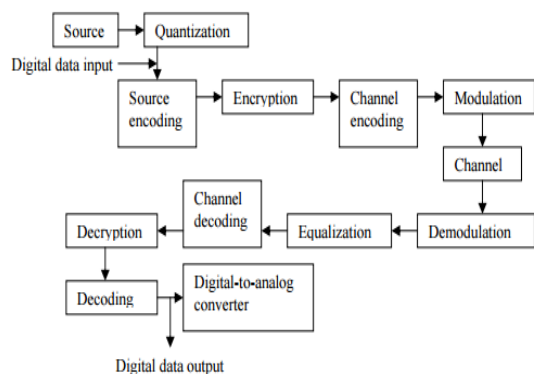 Source
Quantization
Digital data input
Source
encoding
Encryption
Channel
encoding
Modulation
Channel
Channel
decoding
Decryption
Equalization
Demodulation
Decoding
Digital-to-analog
converter
Digital data output